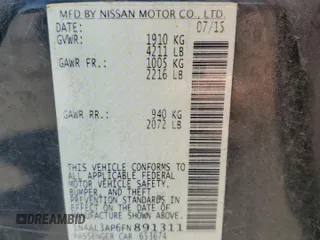 MFD BY NISSAN MOTOR CO., LTD.
DATE: 07/15
GVWR: 1910 KG
4211 LB
GAWR FR.: 1005 KG
2216 LB
GAWR RR.: 940 KG
2072 LB
THIS VEHICLE CONFORMS TO
ALL APPLICABLE FEDERAL
MOTOR VEHICLE SAFETY,
BUMPER, AND THEFT
PREVENTION STANDARDS
IN EFFECT ON THE DATE OF
MANUFACTURE SHOWN ABOVE.
1N4AL3AP6FN891311
PASSENGER CAR
DREAMBID